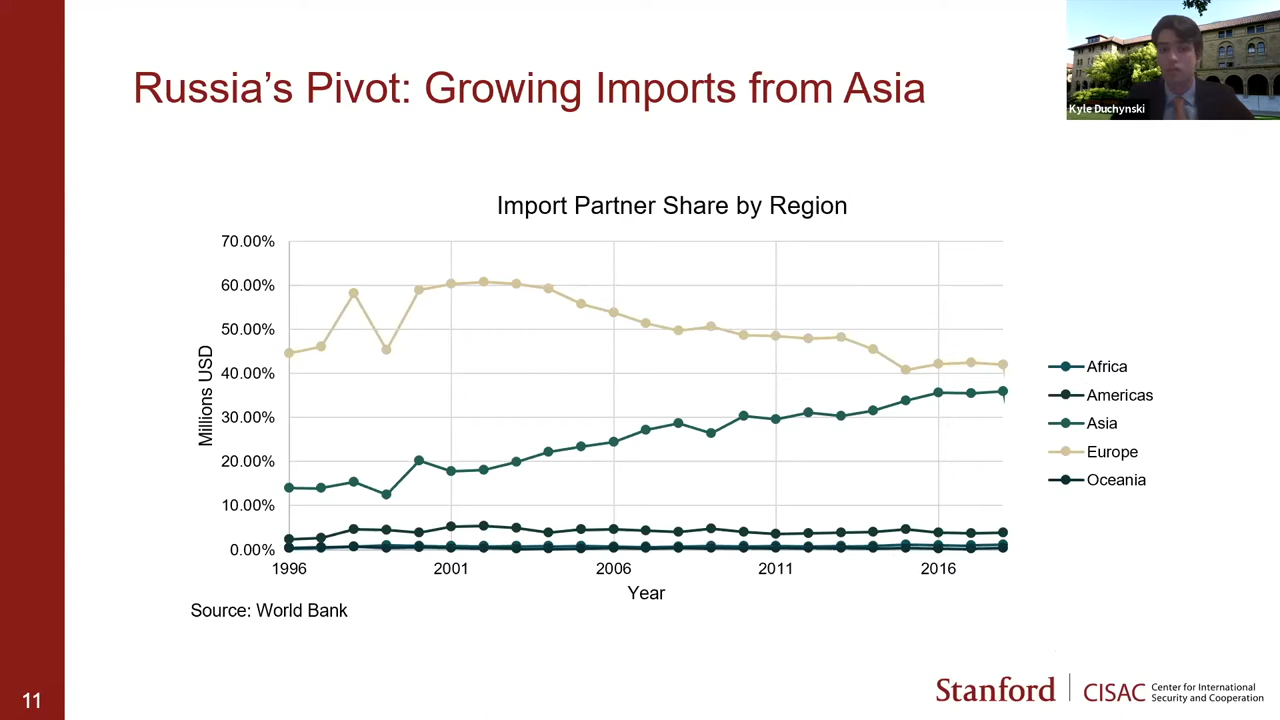 Russia’s Pivot: Growing Imports from Asia
Kyle Duchynski
Import Partner Share by Region
70.00%
60.00%
50.00%
40.00%
30.00%
20.00%
10.00%
0.00%
Millions USD
1996 2001 2006 2011 2016
Year
Africa
Americas
Asia
Europe
Oceania
Source: World Bank
11
Stanford
CISAC
Center for International
Security and Cooperation